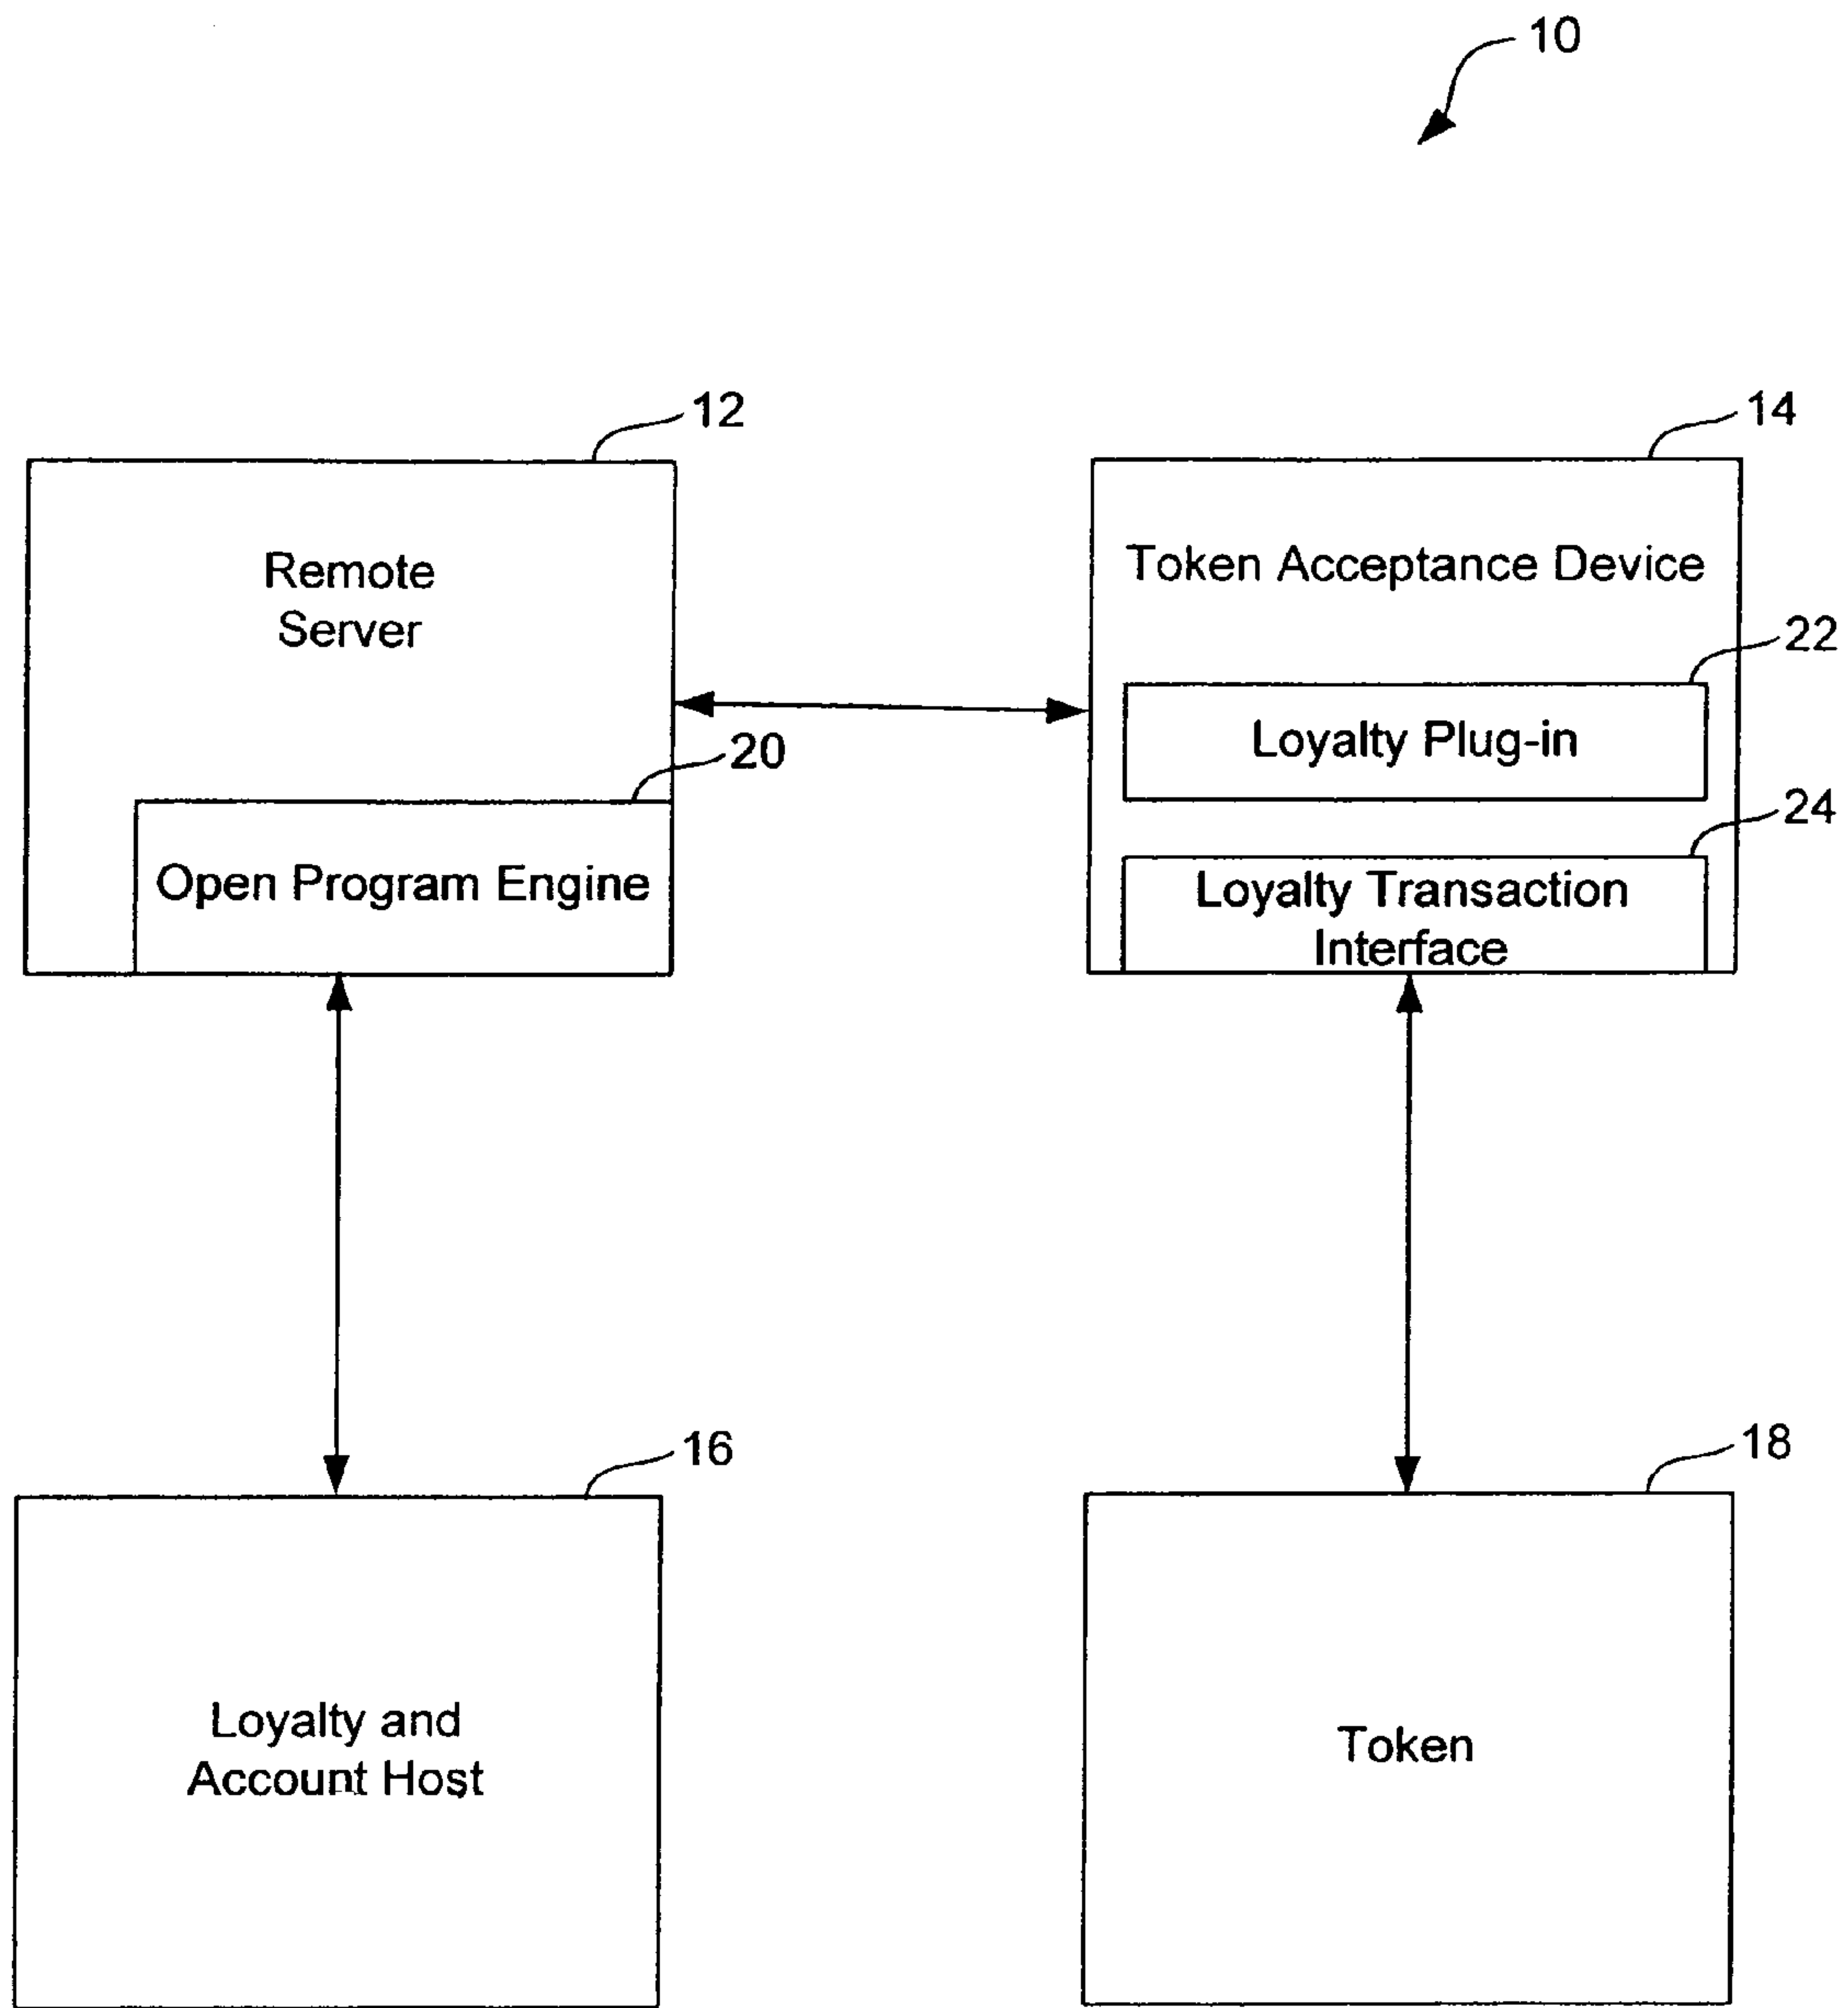 10
12
14
Remote
Server
Token Acceptance Device
22
Loyalty Plug-in
20
24
Open Program Engine
Loyalty Transaction
Interface
16
18
Loyalty and
Account Host
Token